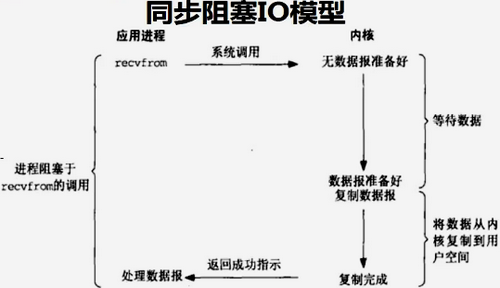 同步阻塞IO模型
应用进程
内核
recvfrom
系统调用
无数据报准备好
等待数据
进程阻塞于
recvfrom的调用
数据报准备好
复制数据报
将数据从内
核复制到用
户空间
处理数据报
返回成功指示
复制完成